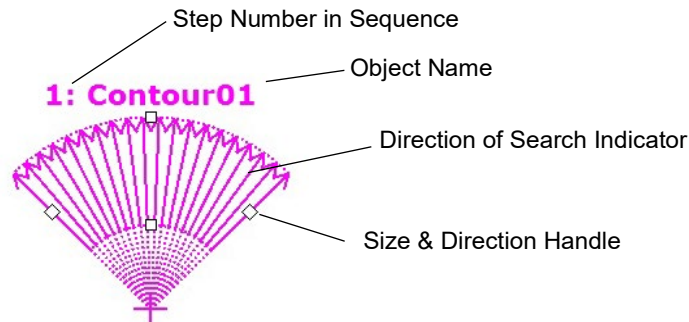 Step Number in Sequence
Object Name
1: Contour01
Direction of Search Indicator
Size & Direction Handle